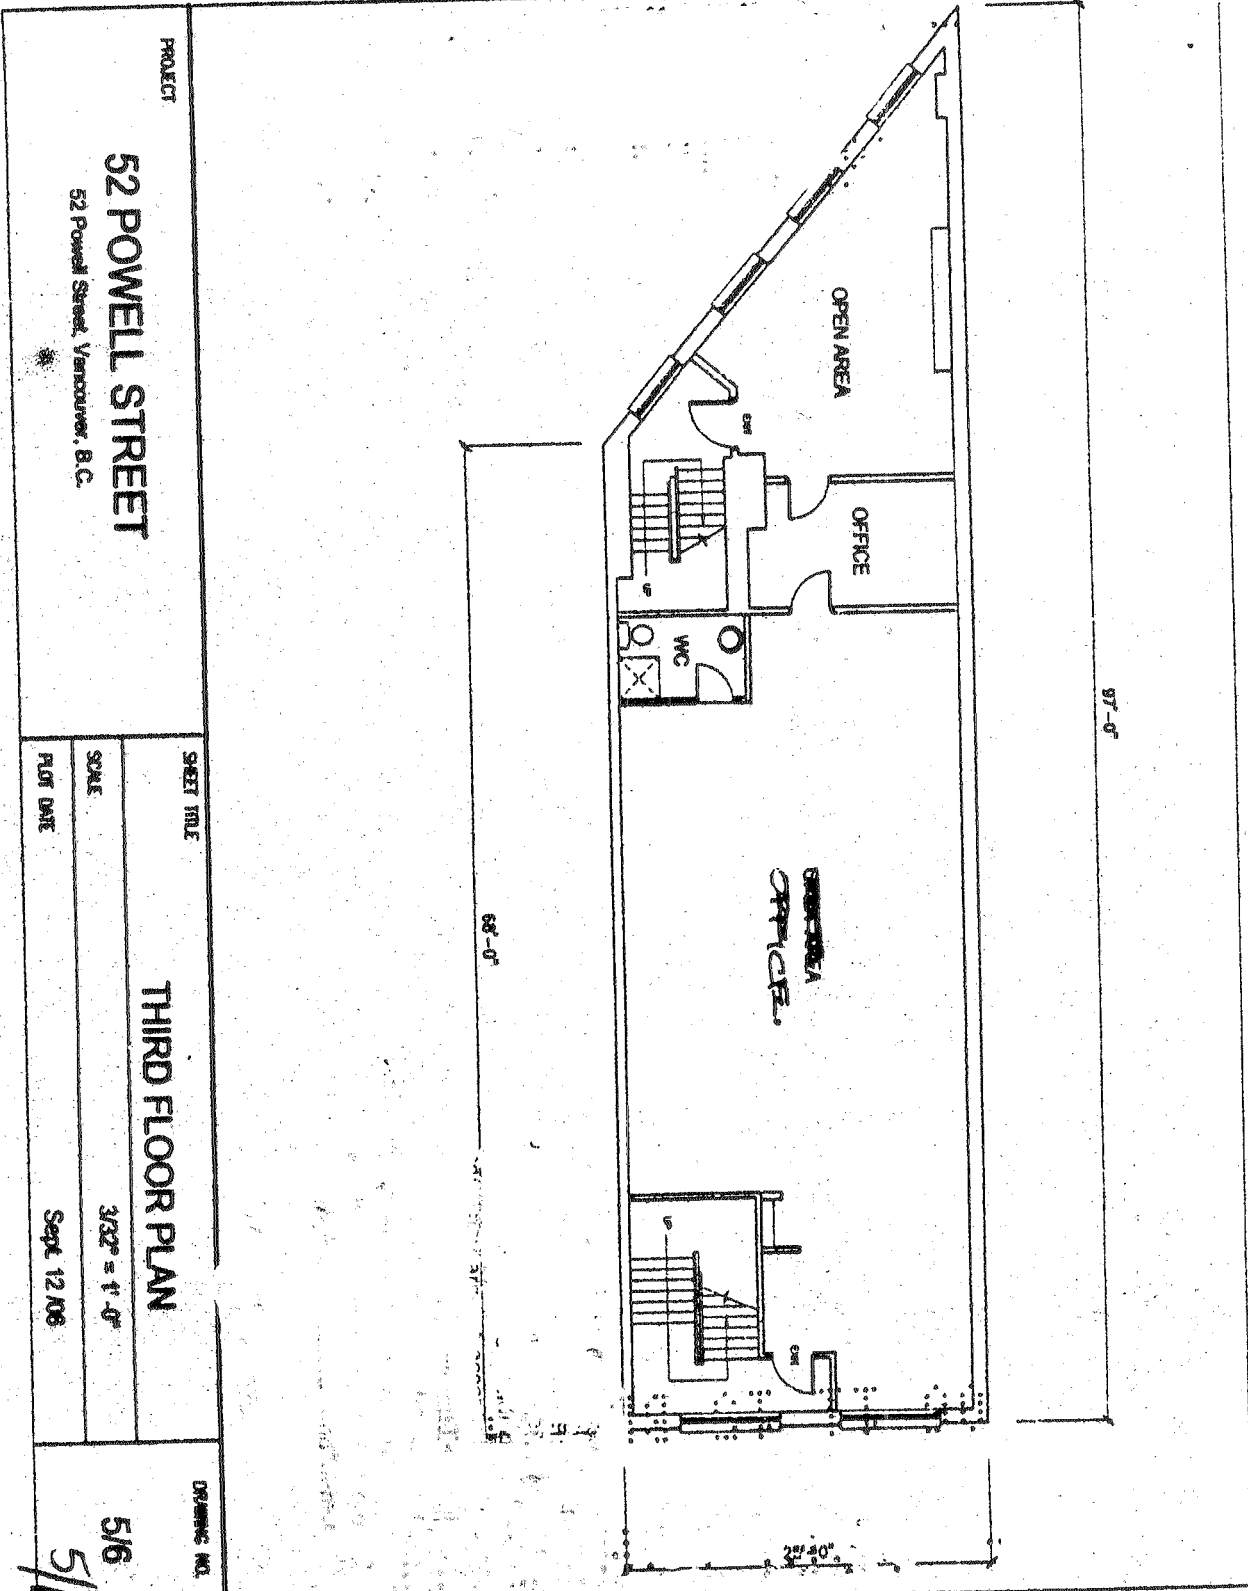 OPEN AREA
EXIT
OFFICE
UP
WC
OFFICE.
UP
EXIT
97'-0"
68'-0"
PROJECT
52 POWELL STREET
52 Powell Street, Vancouver, B.C.
SHEET TITLE
THIRD FLOOR PLAN
SCALE
3/32" = 1'-0"
PLOT DATE
Sept. 12/06
DRAWING NO.
5/6